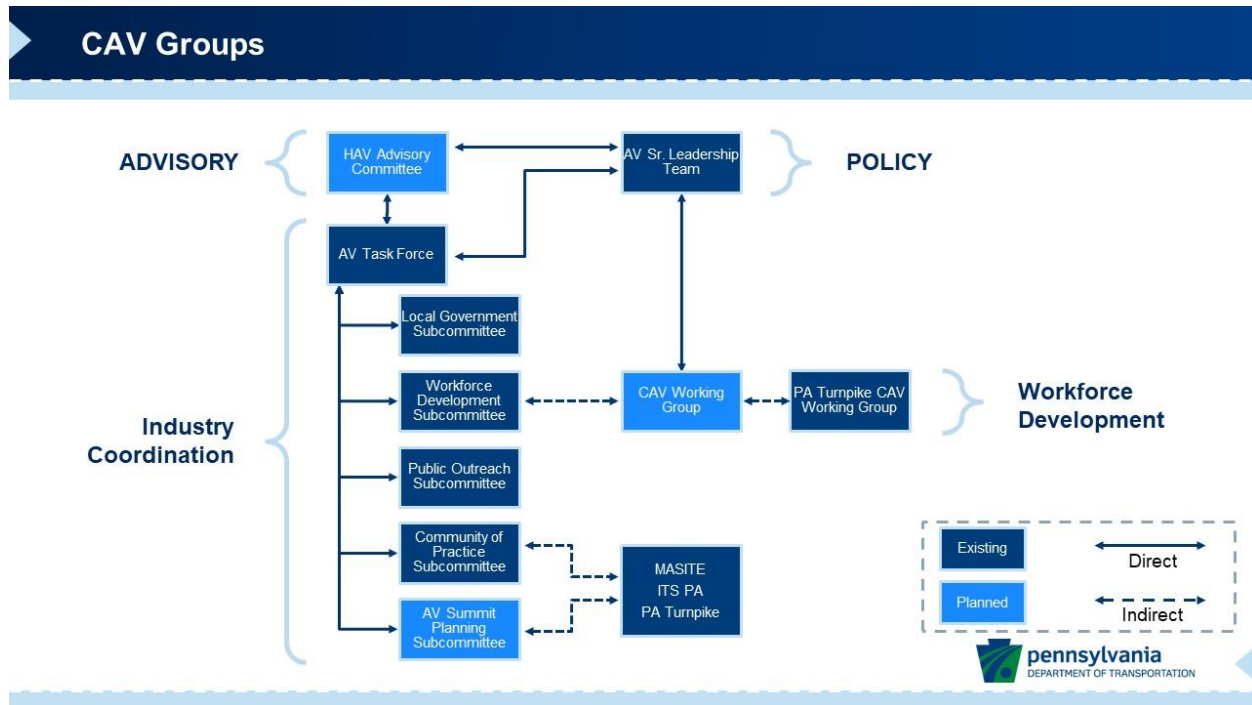 CAV Groups
ADVISORY
HAV Advisory
Committee
AV Sr. Leadership
Team
POLICY
AV Task Force
Local Government
Subcommittee
Industry
Coordination
Workforce
Development
Subcommittee
CAV Working
Group
PA Turnpike CAV
Working Group
Workforce
Development
Public Outreach
Subcommittee
Community of
Practice
Subcommittee
MASITE
ITS PA
PA Turnpike
AV Summit
Planning
Subcommittee
Existing
Direct
Planned
Indirect
pennsylvania
DEPARTMENT OF TRANSPORTATION